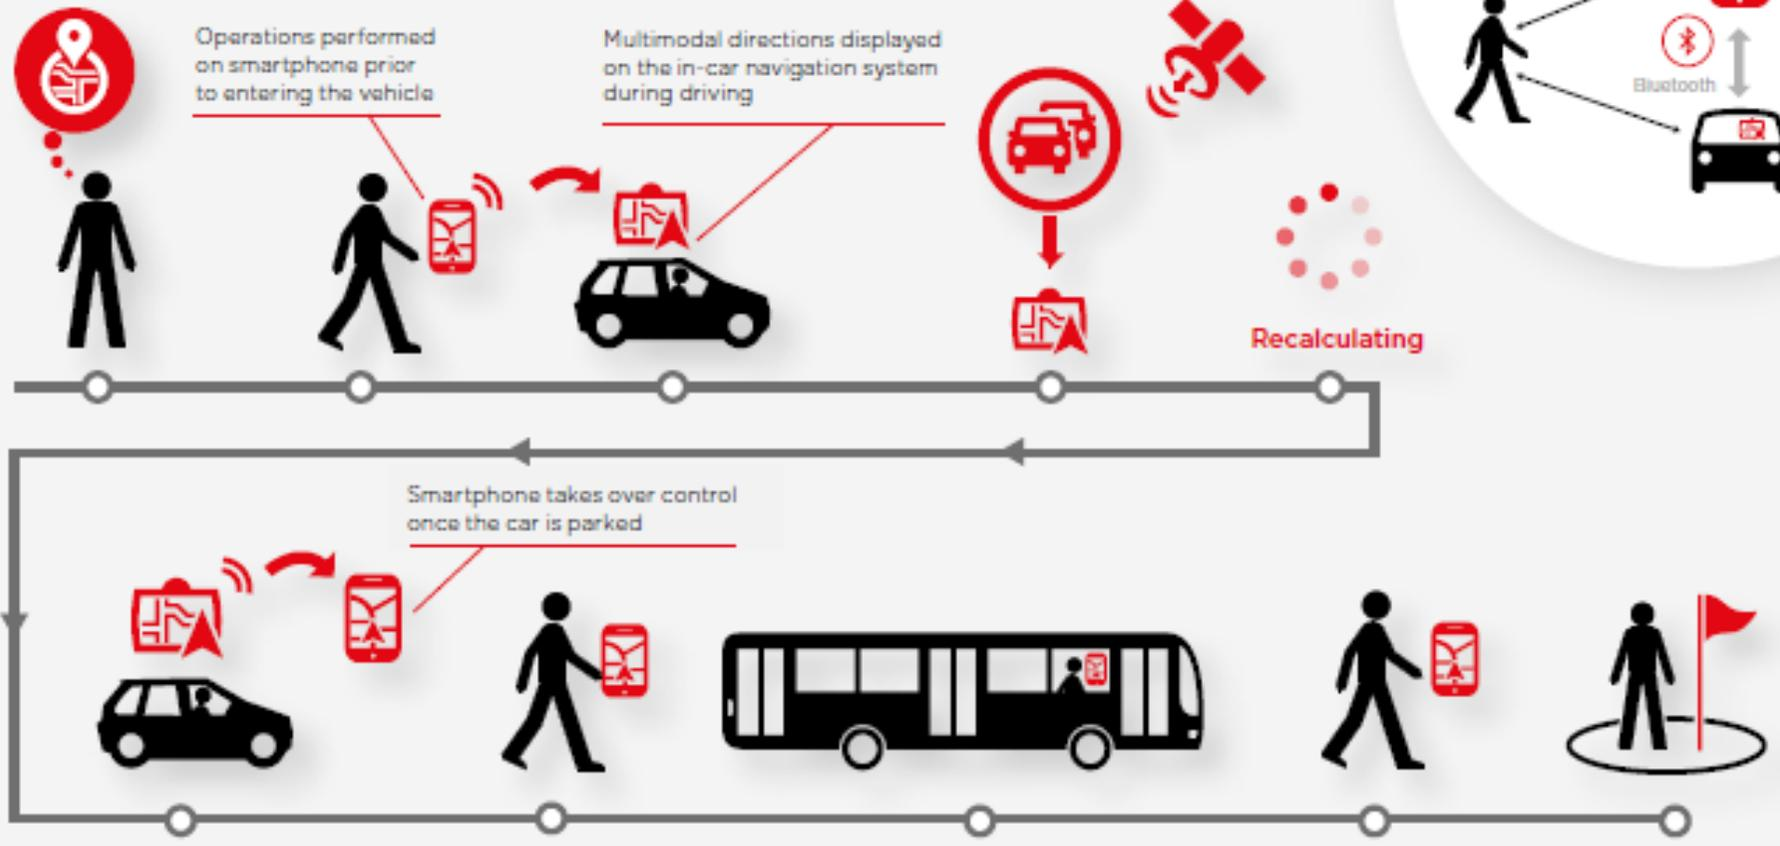 Operations performed
on smartphone prior
to entering the vehicle
Multimodal directions displayed
on the in-car navigation system
during driving
Bluetooth
Recalculating
Smartphone takes over control
once the car is parked